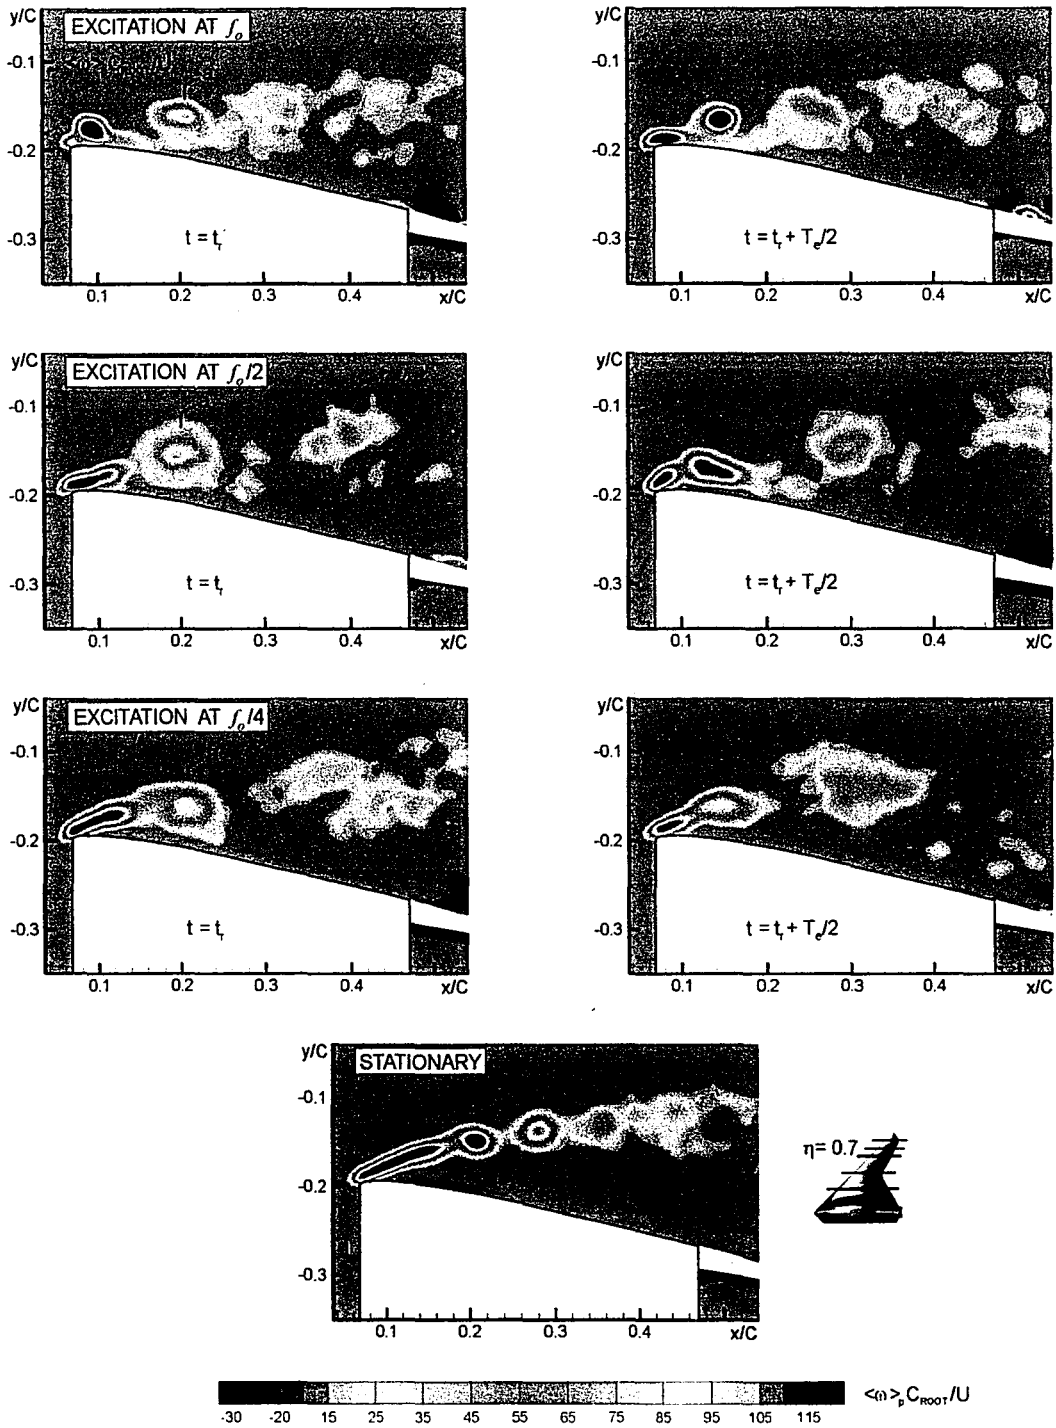 y/C
EXCITATION AT fₒ
-0.1
-0.2
-0.3
t = tᵣ
0.1 0.2 0.3 0.4
x/C
y/C
-0.1
-0.2
-0.3
t = tᵣ + Tₑ/2
0.1 0.2 0.3 0.4
x/C
y/C
EXCITATION AT fₒ/2
-0.1
-0.2
-0.3
t = tᵣ
0.1 0.2 0.3 0.4
x/C
y/C
-0.1
-0.2
-0.3
t = tᵣ + Tₑ/2
0.1 0.2 0.3 0.4
x/C
y/C
EXCITATION AT fₒ/4
-0.1
-0.2
-0.3
t = tᵣ
0.1 0.2 0.3 0.4
x/C
y/C
-0.1
-0.2
-0.3
t = tᵣ + Tₑ/2
0.1 0.2 0.3 0.4
x/C
y/C
STATIONARY
-0.1
-0.2
-0.3
0.1 0.2 0.3 0.4
x/C
η = 0.7
<ω>ₚ C_ROOT/U
-30 -20 15 25 35 45 55 65 75 85 95 105 115